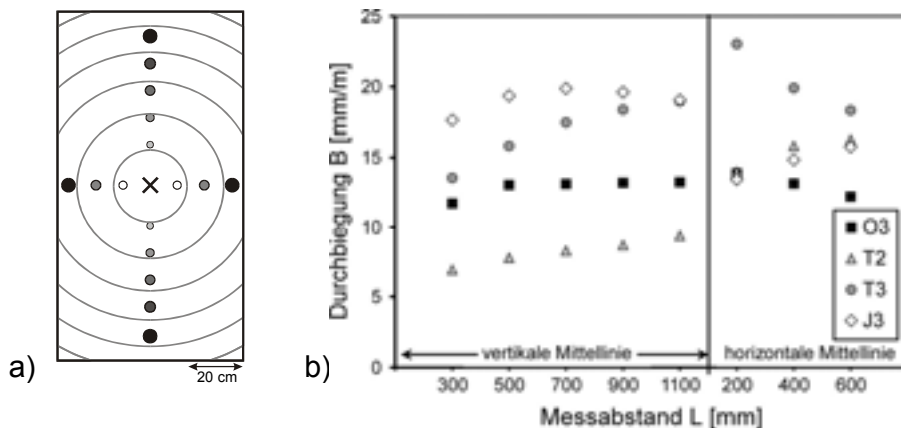 a)
20 cm
b)
Durchbiegung B [mm/m]
25
20
15
10
5
0
vertikale Mittellinie
horizontale Mittellinie
O3
T2
T3
J3
300 500 700 900 1100 200 400 600
Messabstand L [mm]